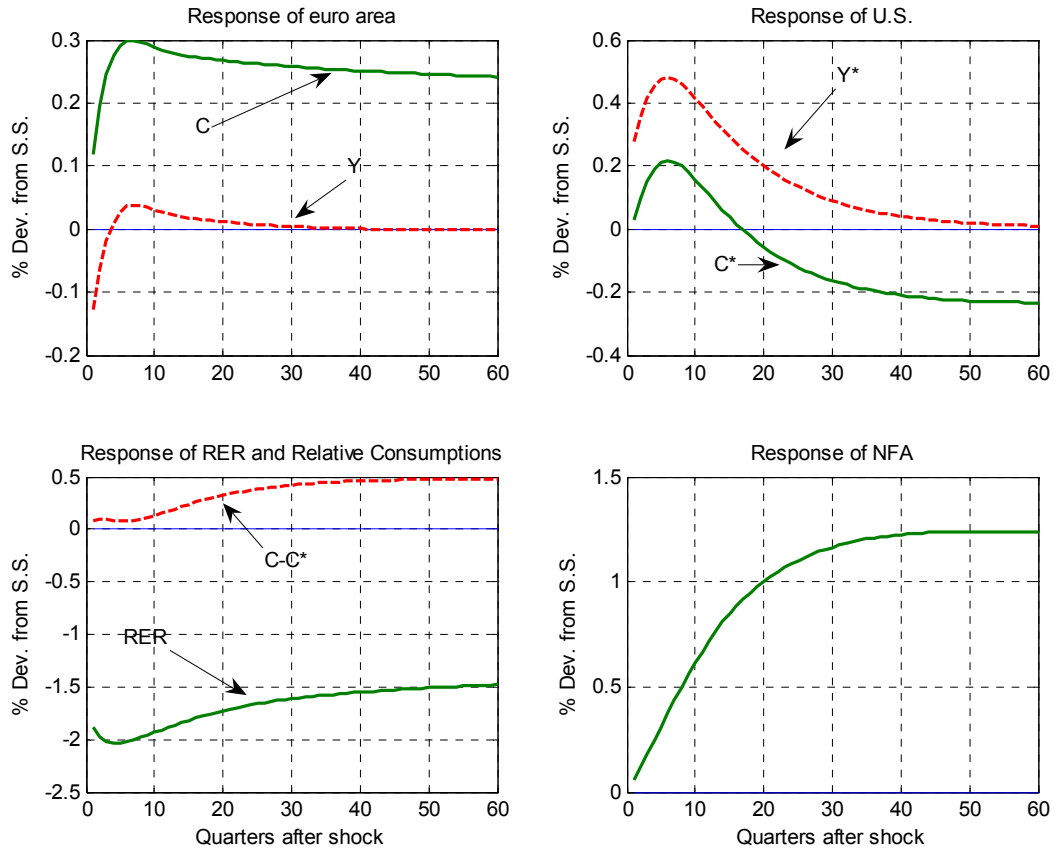 Response of euro area
% Dev. from S.S.
0.3
0.2
0.1
0
-0.1
-0.2
C
Y
0 10 20 30 40 50 60
Response of U.S.
% Dev. from S.S.
0.6
0.4
0.2
0
-0.2
-0.4
Y*
C*
0 10 20 30 40 50 60
Response of RER and Relative Consumptions
% Dev. from S.S.
0.5
0
-0.5
-1
-1.5
-2
-2.5
C-C*
RER
0 10 20 30 40 50 60
Quarters after shock
Response of NFA
% Dev. from S.S.
1.5
1
0.5
0
0 10 20 30 40 50 60
Quarters after shock